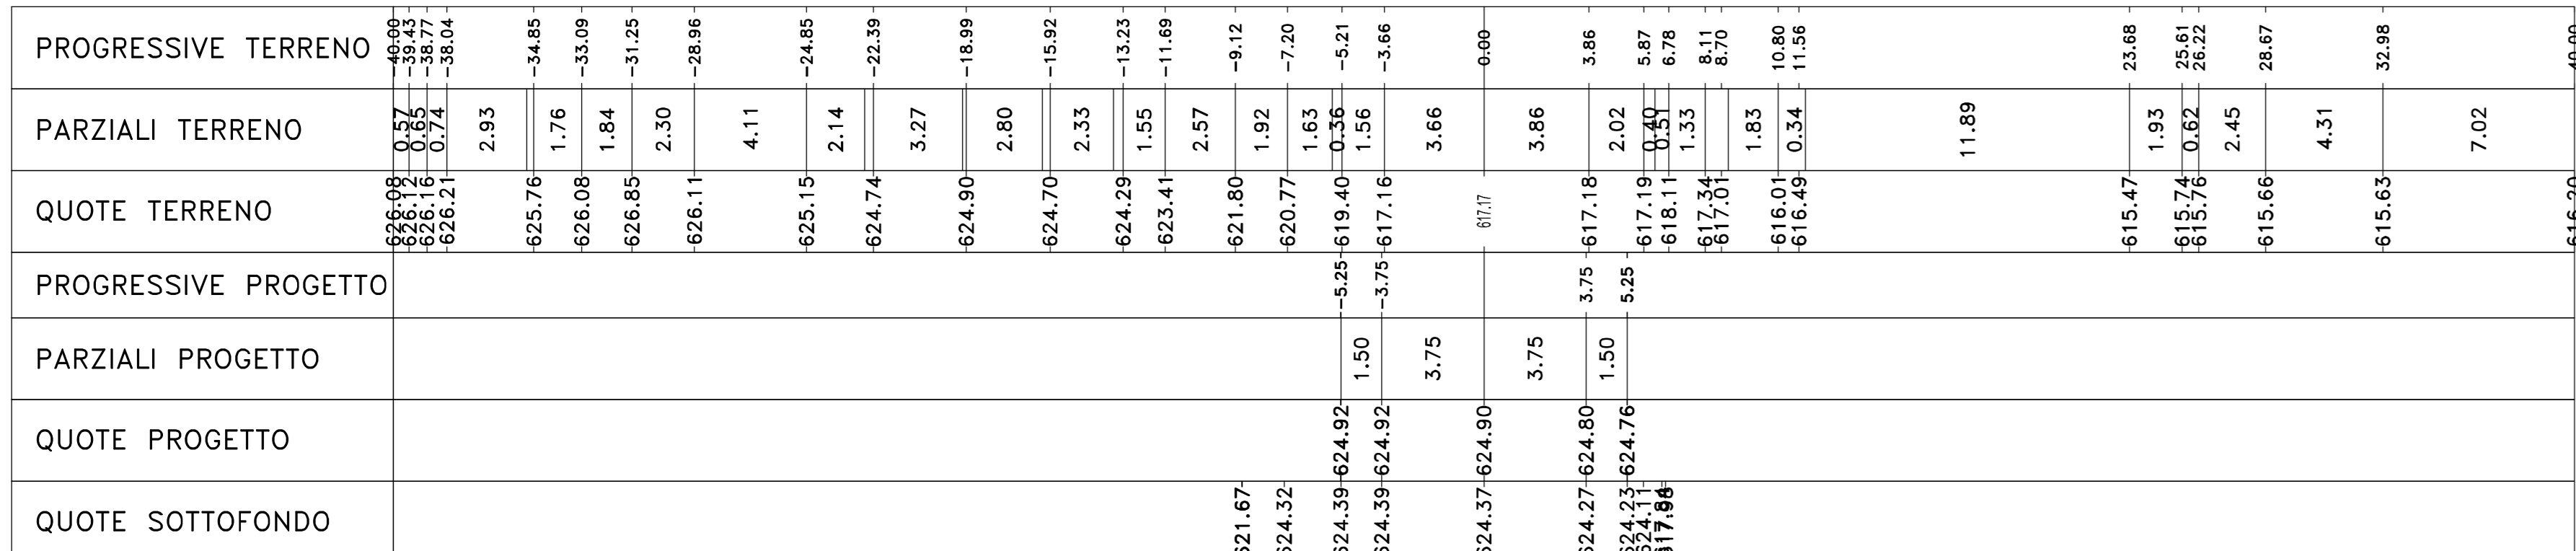 PROGRESSIVE TERRENO -40.00 -39.43 -38.77 -38.04 -34.85 -33.09 -31.25 -28.96 -24.85 -22.39 -18.99 -15.92 -13.23 -11.69 -9.12 -7.20 -5.21 -3.66 0.00 3.86 5.87 6.78 8.11 8.70 10.80 11.56 23.68 25.61 26.22 28.67 32.98 40.00
PARZIALI TERRENO 0.57 0.65 0.74 2.93 1.76 1.84 2.30 4.11 2.14 3.27 2.80 2.33 1.55 2.57 1.92 1.63 0.36 1.56 3.66 3.86 2.02 0.40 0.51 1.33 1.83 0.34 11.89 1.93 0.62 2.45 4.31 7.02
QUOTE TERRENO 626.08 626.12 626.16 626.21 625.76 626.08 626.85 626.11 625.15 624.74 624.90 624.70 624.29 623.41 621.80 620.77 619.40 617.16 617.17 617.18 617.19 618.11 617.34 617.01 616.01 616.49 615.47 615.74 615.76 615.66 615.63 616.20
PROGRESSIVE PROGETTO -5.25 -3.75 3.75 5.25
PARZIALI PROGETTO 1.50 3.75 3.75 1.50
QUOTE PROGETTO 624.92 624.92 624.90 624.80 624.76
QUOTE SOTTOFONDO 621.67 624.32 624.39 624.39 624.37 624.27 624.23 624.11